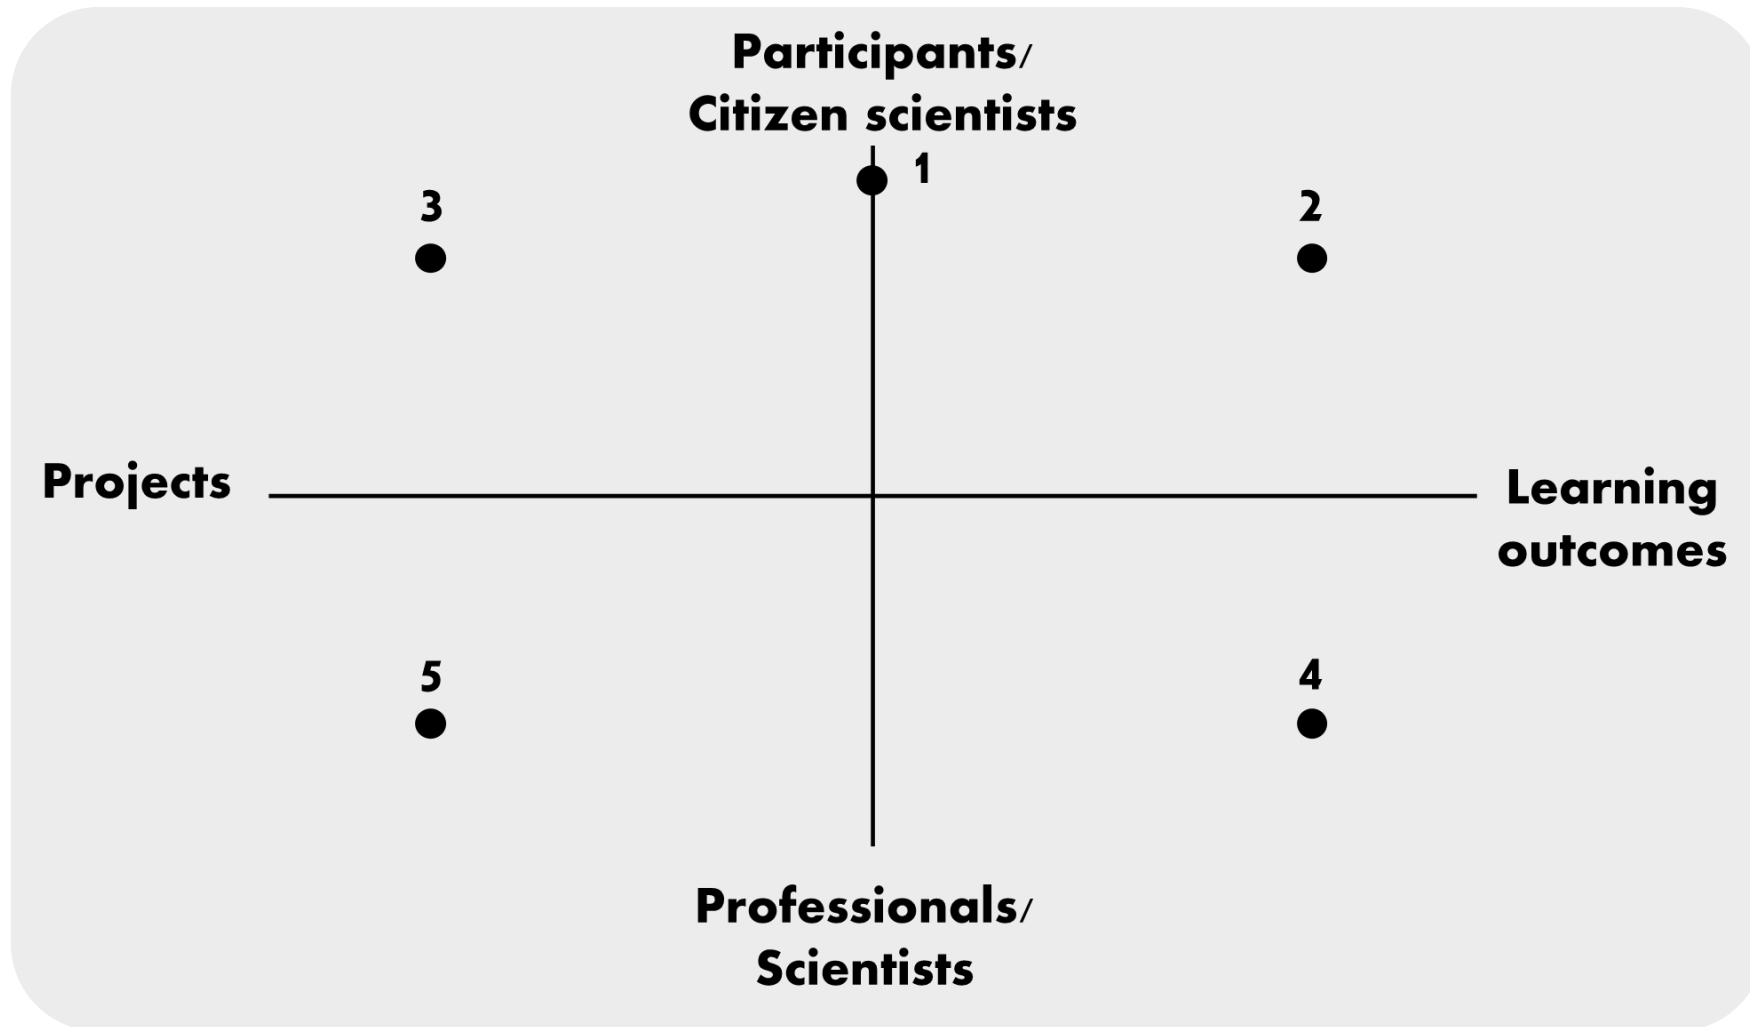 Participants/
Citizen scientists
1
3
2
Projects
Learning
outcomes
5
4
Professionals/
Scientists